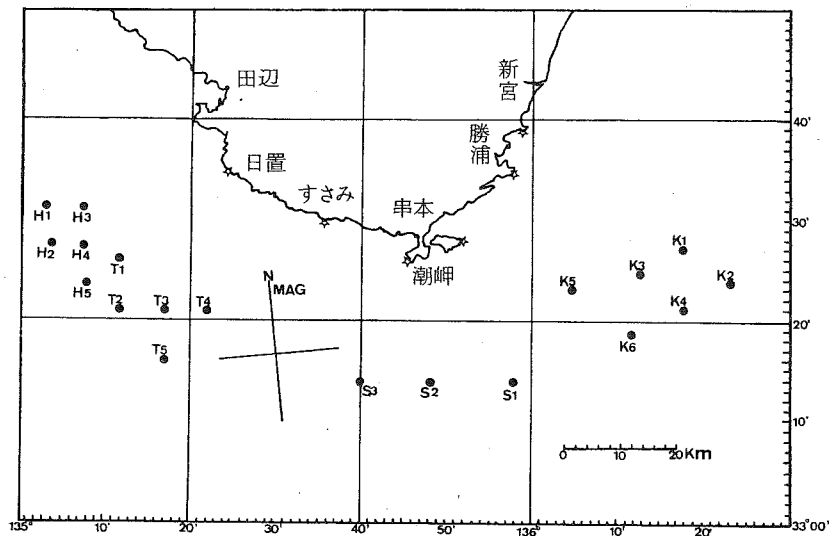 田辺
新宮
40'
勝浦
日置
すさみ
串本
30'
H1
H3
H2
H4
T1
潮岬
K1
K3
K2
K5
H5
N
MAG
T2
T3
T4
K4
20'
K6
T5
S3
S2
S1
10'
0 10 20 Km
135° 10' 20' 30' 40' 50' 136° 10' 20' 33°00'